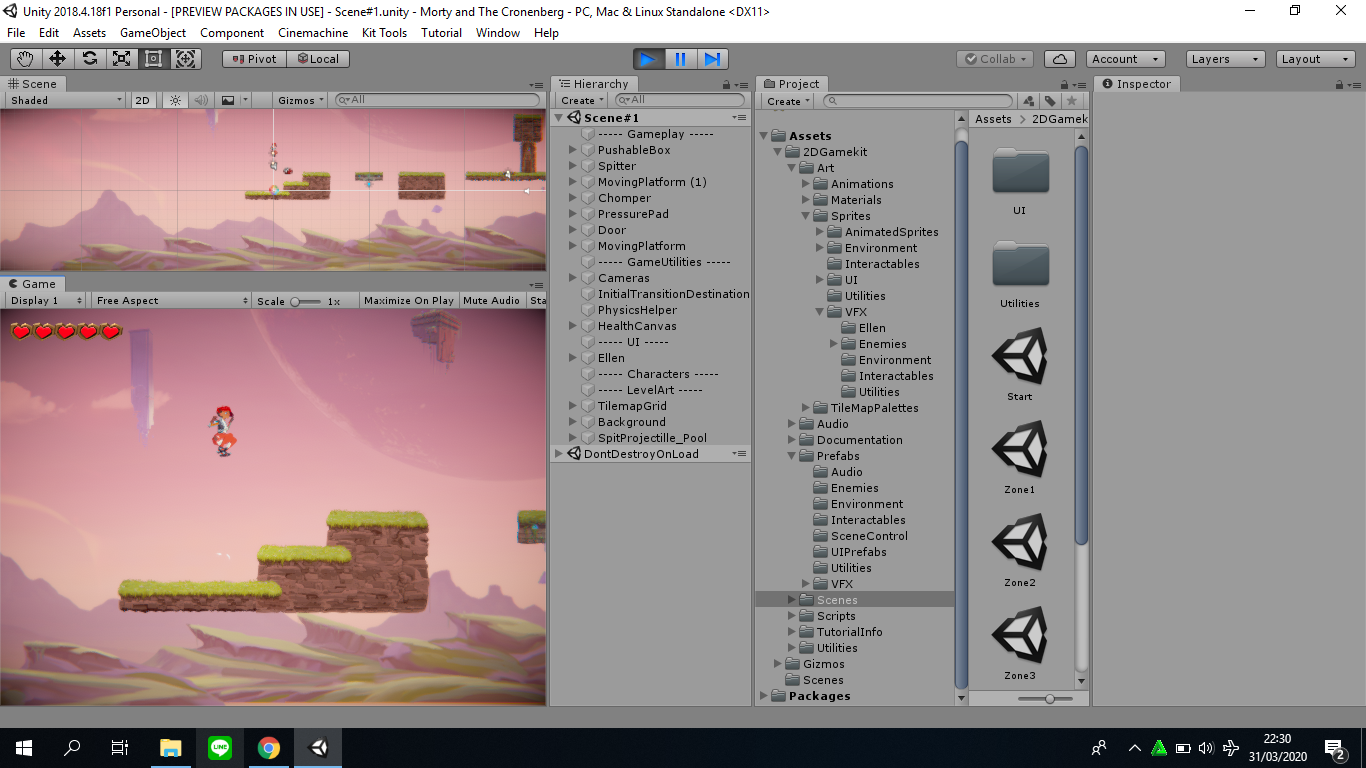 Unity 2018.4.18f1 Personal - [PREVIEW PACKAGES IN USE] - Scene#1.unity - Morty and The Cronenberg - PC, Mac & Linux Standalone <DX11>
File Edit Assets GameObject Component Cinemachine Kit Tools Tutorial Window Help
Pivot Local Collab Account Layers Layout
Scene
Shaded 2D Gizmos All
Game
Display 1 Free Aspect Scale 1x Maximize On Play Mute Audio Sta
Hierarchy
Create All
Scene#1
----- Gameplay -----
PushableBox
Spitter
MovingPlatform (1)
Chomper
PressurePad
Door
MovingPlatform
----- GameUtilities -----
Cameras
InitialTransitionDestination
PhysicsHelper
HealthCanvas
----- UI -----
Ellen
----- Characters -----
----- LevelArt -----
TilemapGrid
Background
SpitProjectille_Pool
DontDestroyOnLoad
Project
Create
Assets
2DGamekit
Art
Animations
Materials
Sprites
AnimatedSprites
Environment
Interactables
UI
Utilities
VFX
Ellen
Enemies
Environment
Interactables
Utilities
TileMapPalettes
Audio
Documentation
Prefabs
Audio
Enemies
Environment
Interactables
SceneControl
UIPrefabs
Utilities
VFX
Scenes
Scripts
TutorialInfo
Utilities
Gizmos
Scenes
Packages
Assets > 2DGamek
UI
Utilities
Start
Zone1
Zone2
Zone3
Inspector
LINE
22:30
31/03/2020
2